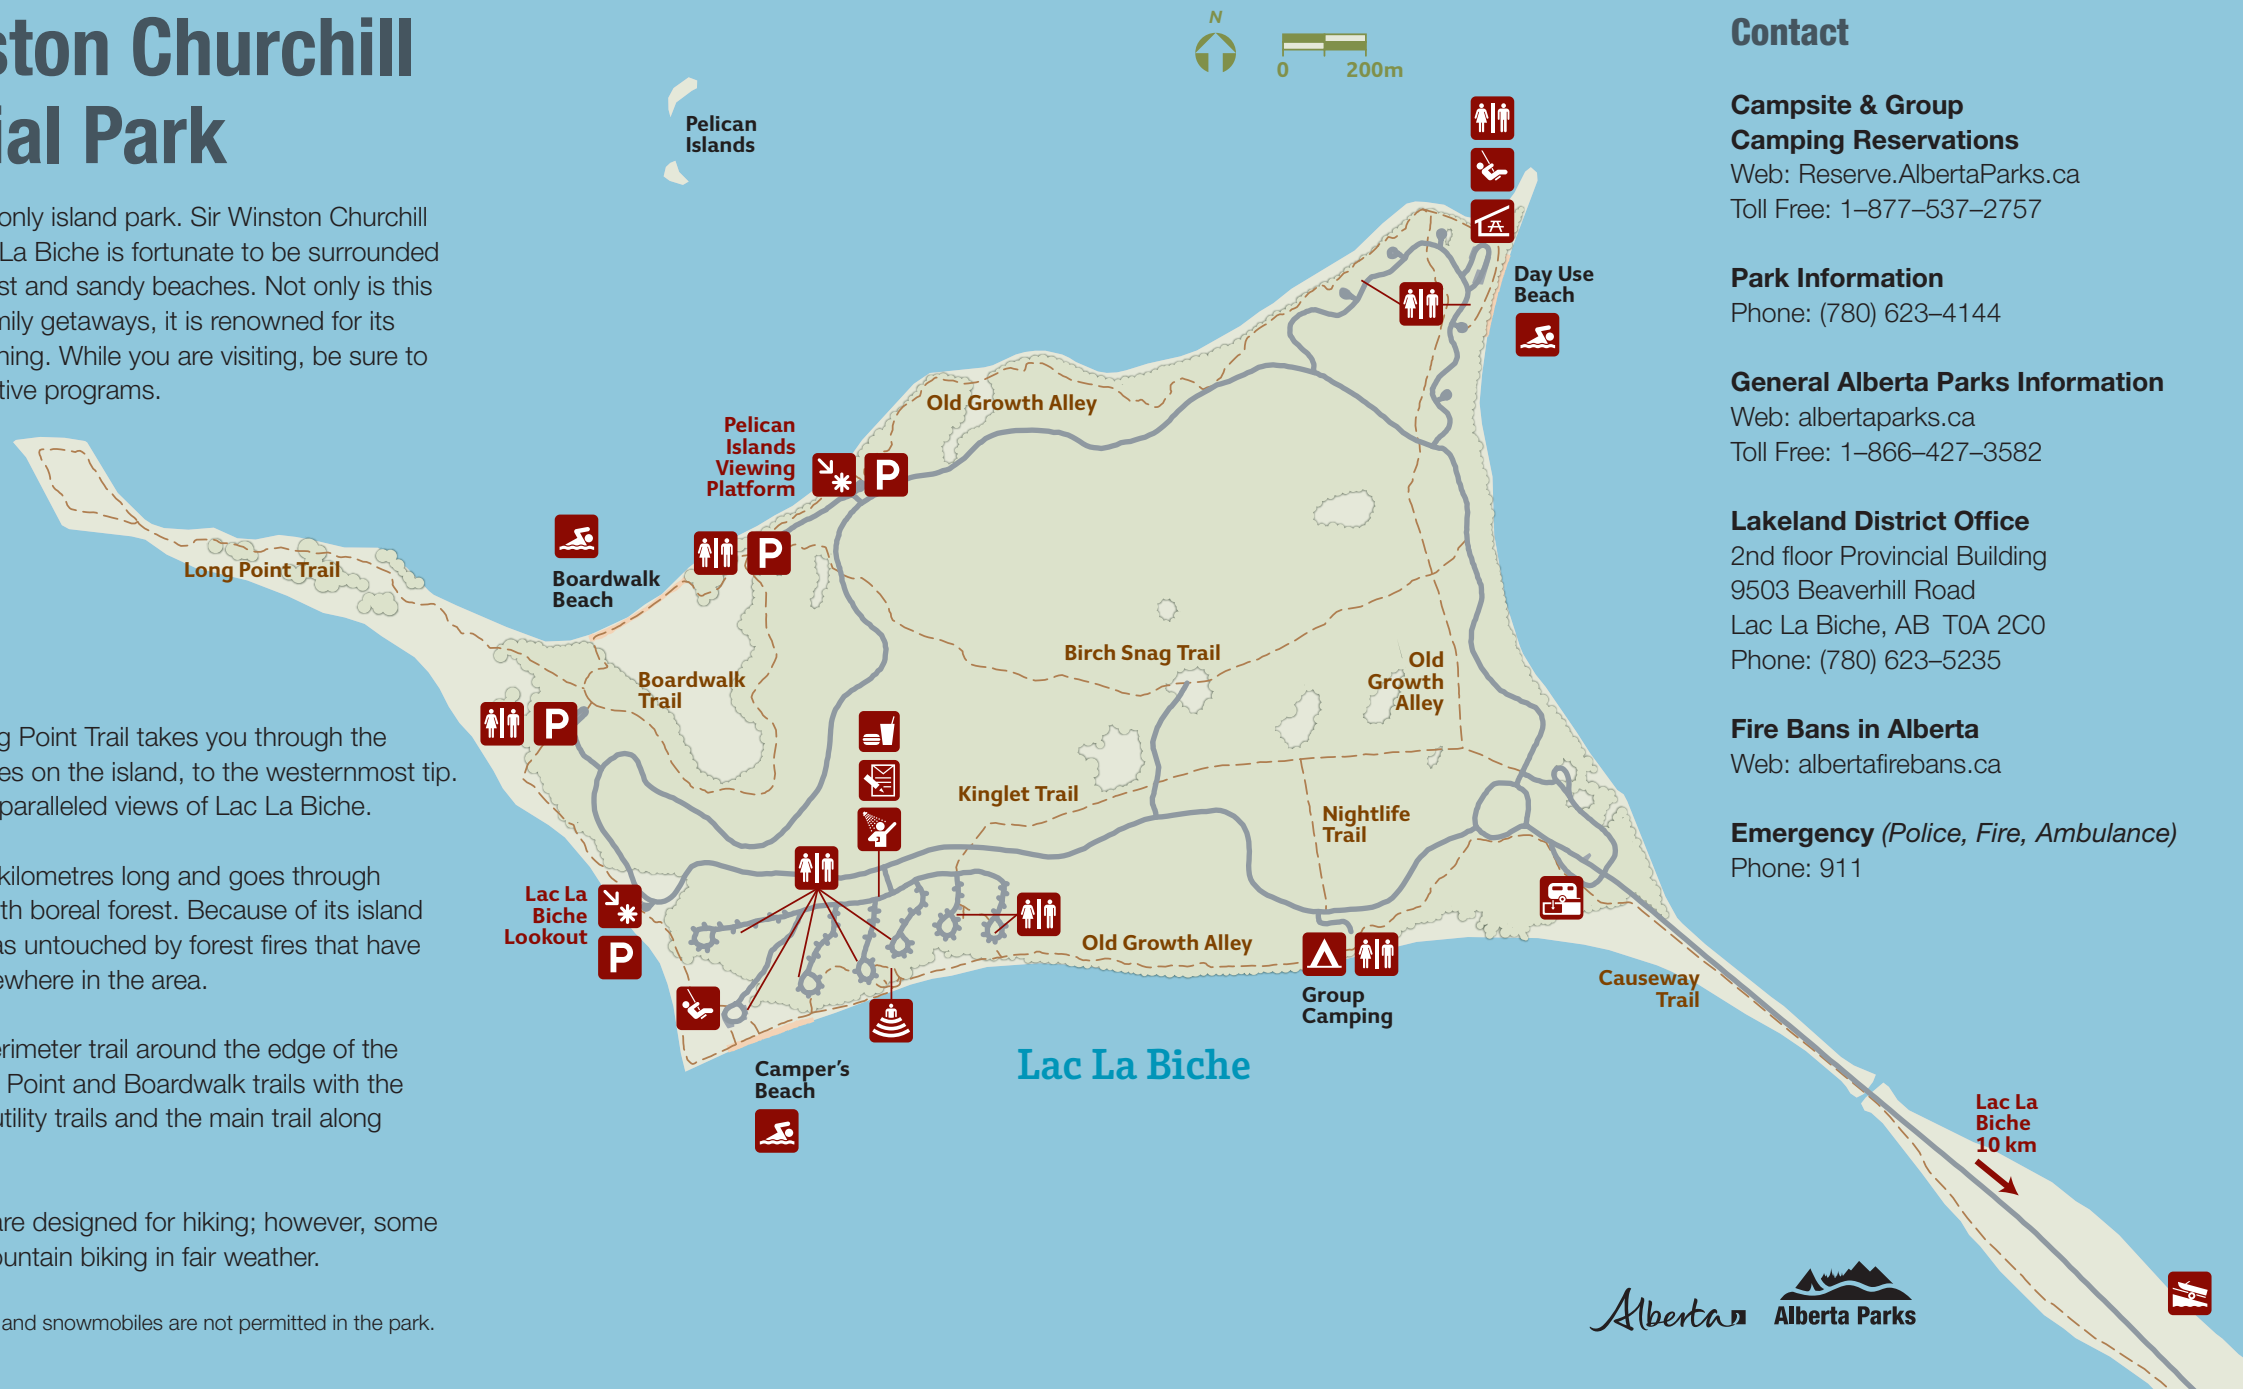 ston Churchill
ial Park
only island park. Sir Winston Churchill
La Biche is fortunate to be surrounded
st and sandy beaches. Not only is this
mily getaways, it is renowned for its
ning. While you are visiting, be sure to
tive programs.
g Point Trail takes you through the
es on the island, to the westernmost tip.
paralleled views of Lac La Biche.
kilometres long and goes through
th boreal forest. Because of its island
as untouched by forest fires that have
ewhere in the area.
erimeter trail around the edge of the
Point and Boardwalk trails with the
utility trails and the main trail along
are designed for hiking; however, some
ountain biking in fair weather.
and snowmobiles are not permitted in the park.
N
0 200m
Pelican
Islands
Day Use
Beach
Old Growth Alley
Pelican
Islands
Viewing
Platform
P
P
Boardwalk
Beach
Long Point Trail
Boardwalk
Trail
P
Birch Snag Trail
Old
Growth
Alley
Kinglet Trail
Nightlife
Trail
Lac La
Biche
Lookout
P
Old Growth Alley
Group
Camping
Causeway
Trail
Camper's
Beach
Lac La Biche
Lac La
Biche
10 km
Contact
Campsite & Group
Camping Reservations
Web: Reserve.AlbertaParks.ca
Toll Free: 1–877–537–2757
Park Information
Phone: (780) 623–4144
General Alberta Parks Information
Web: albertaparks.ca
Toll Free: 1–866–427–3582
Lakeland District Office
2nd floor Provincial Building
9503 Beaverhill Road
Lac La Biche, AB T0A 2C0
Phone: (780) 623–5235
Fire Bans in Alberta
Web: albertafirebans.ca
Emergency (Police, Fire, Ambulance)
Phone: 911
Alberta
Alberta Parks